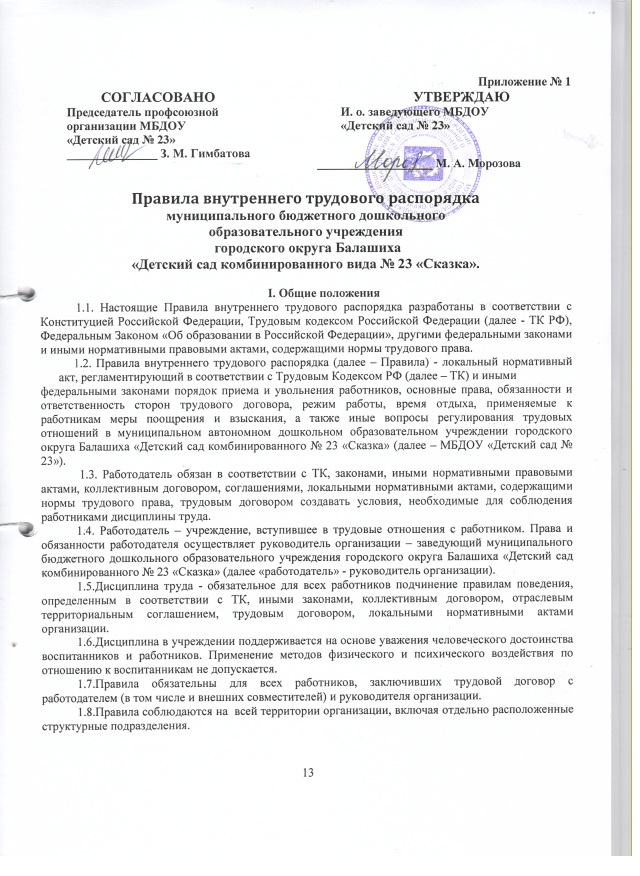 Приложение № 1
СОГЛАСОВАНО
Председатель профсоюзной
организации МБДОУ
«Детский сад № 23»
З. М. Гимбатова
УТВЕРЖДАЮ
И. о. заведующего МБДОУ
«Детский сад № 23»
Мороз М. А. Морозова
Правила внутреннего трудового распорядка
муниципального бюджетного дошкольного
образовательного учреждения
городского округа Балашиха
«Детский сад комбинированного вида № 23 «Сказка».
I. Общие положения
1.1. Настоящие Правила внутреннего трудового распорядка разработаны в соответствии с
Конституцией Российской Федерации, Трудовым кодексом Российской Федерации (далее - ТК РФ),
Федеральным Законом «Об образовании в Российской Федерации», другими федеральными законами
и иными нормативными правовыми актами, содержащими нормы трудового права.
1.2. Правила внутреннего трудового распорядка (далее – Правила) - локальный нормативный
акт, регламентирующий в соответствии с Трудовым Кодексом РФ (далее – ТК) и иными
федеральными законами порядок приема и увольнения работников, основные права, обязанности и
ответственность сторон трудового договора, режим работы, время отдыха, применяемые к
работникам меры поощрения и взыскания, а также иные вопросы регулирования трудовых
отношений в муниципальном автономном дошкольном образовательном учреждении городского
округа Балашиха «Детский сад комбинированного № 23 «Сказка» (далее – МБДОУ «Детский сад №
23»).
1.3. Работодатель обязан в соответствии с ТК, законами, иными нормативными правовыми
актами, коллективным договором, соглашениями, локальными нормативными актами, содержащими
нормы трудового права, трудовым договором создавать условия, необходимые для соблюдения
работниками дисциплины труда.
1.4. Работодатель – учреждение, вступившее в трудовые отношения с работником. Права и
обязанности работодателя осуществляет руководитель организации – заведующий муниципального
бюджетного дошкольного образовательного учреждения городского округа Балашиха «Детский сад
комбинированного № 23 «Сказка» (далее «работодатель» - руководитель организации).
1.5.Дисциплина труда - обязательное для всех работников подчинение правилам поведения,
определенным в соответствии с ТК, иными законами, коллективным договором, отраслевым
территориальным соглашением, трудовым договором, локальными нормативными актами
организации.
1.6.Дисциплина в учреждении поддерживается на основе уважения человеческого достоинства
воспитанников и работников. Применение методов физического и психического воздействия по
отношению к воспитанникам не допускается.
1.7.Правила обязательны для всех работников, заключивших трудовой договор с
работодателем (в том числе и внешних совместителей) и руководителя организации.
1.8.Правила соблюдаются на всей территории организации, включая отдельно расположенные
структурные подразделения.
13